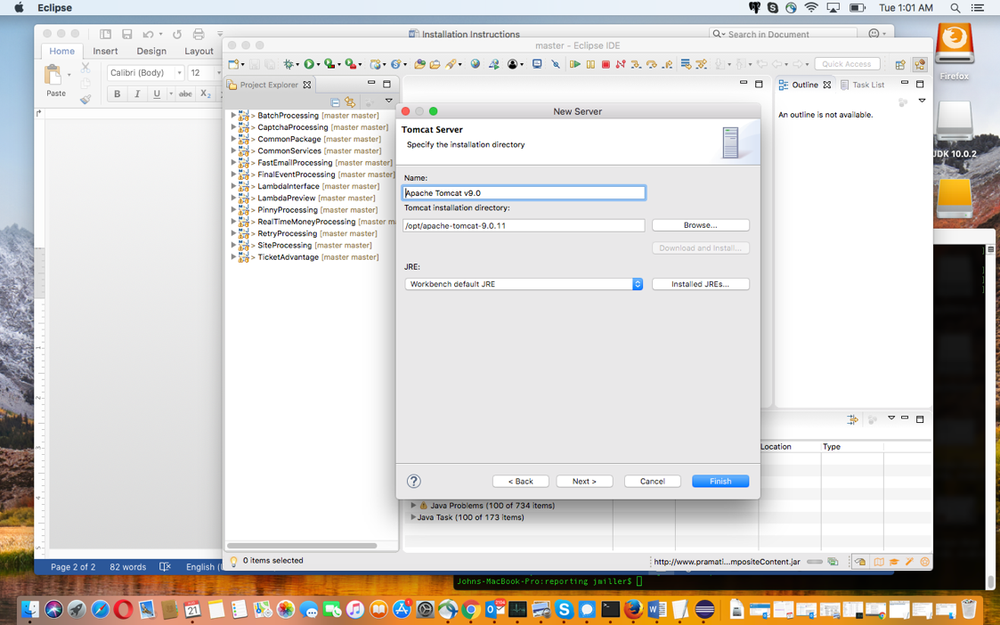 Eclipse
Tue 1:01 AM
Installation Instructions
Search in Document
Home
Insert
Design
Layout
Paste
Calibri (Body)
12
B I U abc X2
master - Eclipse IDE
Quick Access
Project Explorer
> BatchProcessing [master master]
> CaptchaProcessing [master master]
> CommonPackage [master master]
> CommonServices [master master]
> FastEmailProcessing [master master]
> FinalEventProcessing [master master]
> LambdaInterface [master master]
> LambdaPreview [master master]
> PinnyProcessing [master master]
> RealTimeMoneyProcessing [master m
> RetryProcessing [master master]
> SiteProcessing [master master]
> TicketAdvantage [master master]
Outline
Task List
An outline is not available.
New Server
Tomcat Server
Specify the installation directory
Name:
Apache Tomcat v9.0
Tomcat installation directory:
/opt/apache-tomcat-9.0.11
Browse...
Download and Install...
JRE:
Workbench default JRE
Installed JREs...
?
< Back
Next >
Cancel
Finish
Location
Type
Java Problems (100 of 734 items)
Java Task (100 of 173 items)
0 items selected
http://www.pramati...mpositeContent.jar
Page 2 of 2
82 words
English (
Johns-MacBook-Pro:reporting jmiller$
Firefox
JDK 10.0.2
21